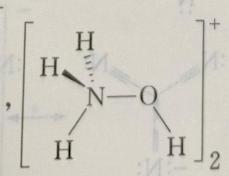 +
, [ H
H
N — O
H H ] 2